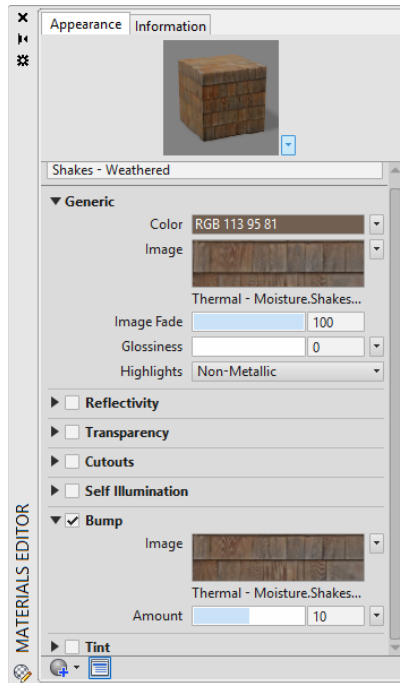 Appearance Information
Shakes - Weathered
Generic
Color RGB 113 95 81
Image
Thermal - Moisture.Shakes...
Image Fade 100
Glossiness 0
Highlights Non-Metallic
Reflectivity
Transparency
Cutouts
Self Illumination
Bump
Image
Thermal - Moisture.Shakes...
Amount 10
Tint
MATERIALS EDITOR